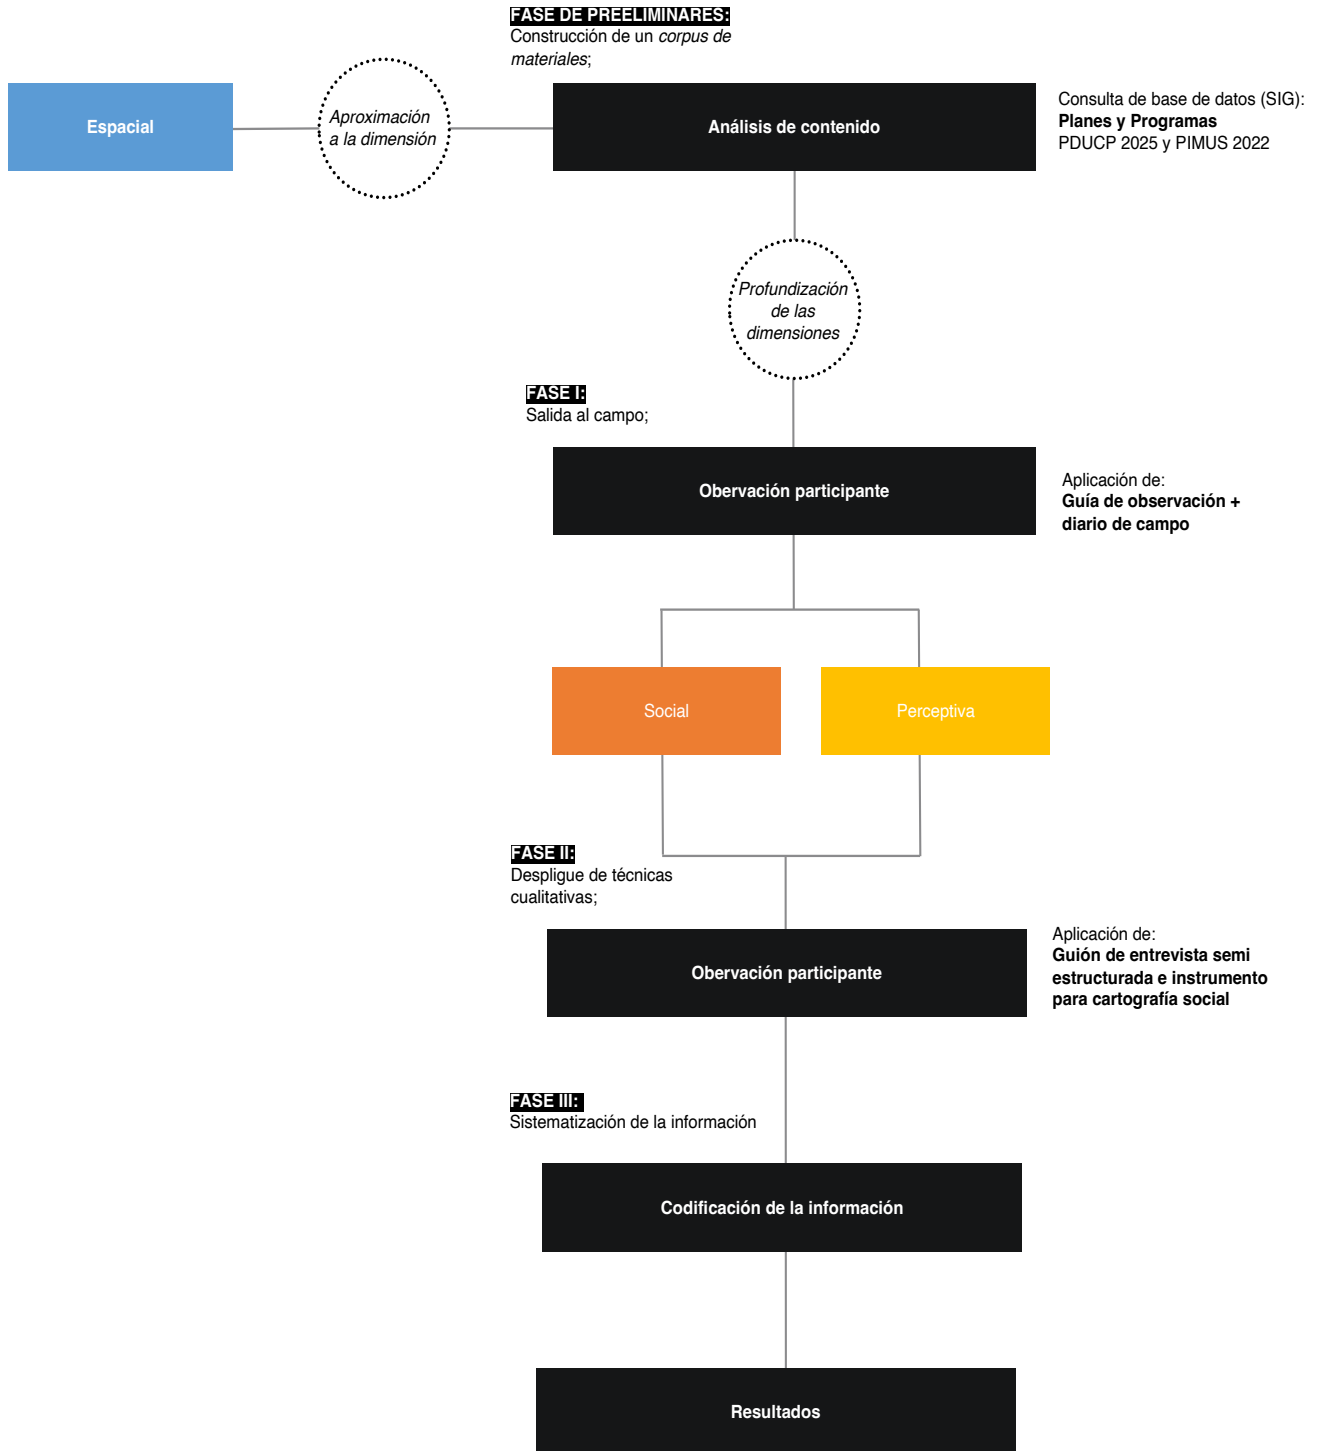 FASE DE PREELIMINARES:
Construcción de un corpus de
materiales;
Espacial
Aproximación
a la dimensión
Análisis de contenido
Consulta de base de datos (SIG):
Planes y Programas
PDUCP 2025 y PIMUS 2022
Profundización
de las
dimensiones
FASE I:
Salida al campo;
Obervación participante
Aplicación de:
Guía de observación +
diario de campo
Social
Perceptiva
FASE II:
Despligue de técnicas
cualitativas;
Obervación participante
Aplicación de:
Guión de entrevista semi
estructurada e instrumento
para cartografía social
FASE III:
Sistematización de la información
Codificación de la información
Resultados